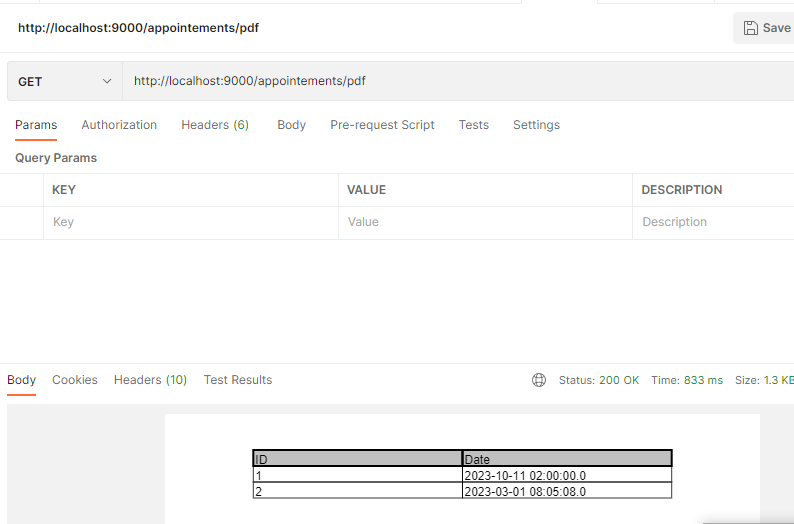 http://localhost:9000/appointements/pdf
Save
GET http://localhost:9000/appointements/pdf
Params Authorization Headers (6) Body Pre-request Script Tests Settings
Query Params
KEY VALUE DESCRIPTION
Key Value Description
Body Cookies Headers (10) Test Results Status: 200 OK Time: 833 ms Size: 1.3 KB
ID Date
1 2023-10-11 02:00:00.0
2 2023-03-01 08:05:08.0